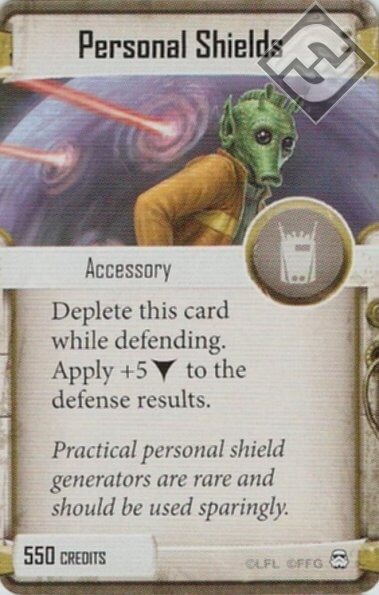 Personal Shields
Accessory
Deplete this card
while defending.
Apply +5▼ to the
defense results.
Practical personal shield
generators are rare and
should be used sparingly.
550 CREDITS
©LFL ©FFG